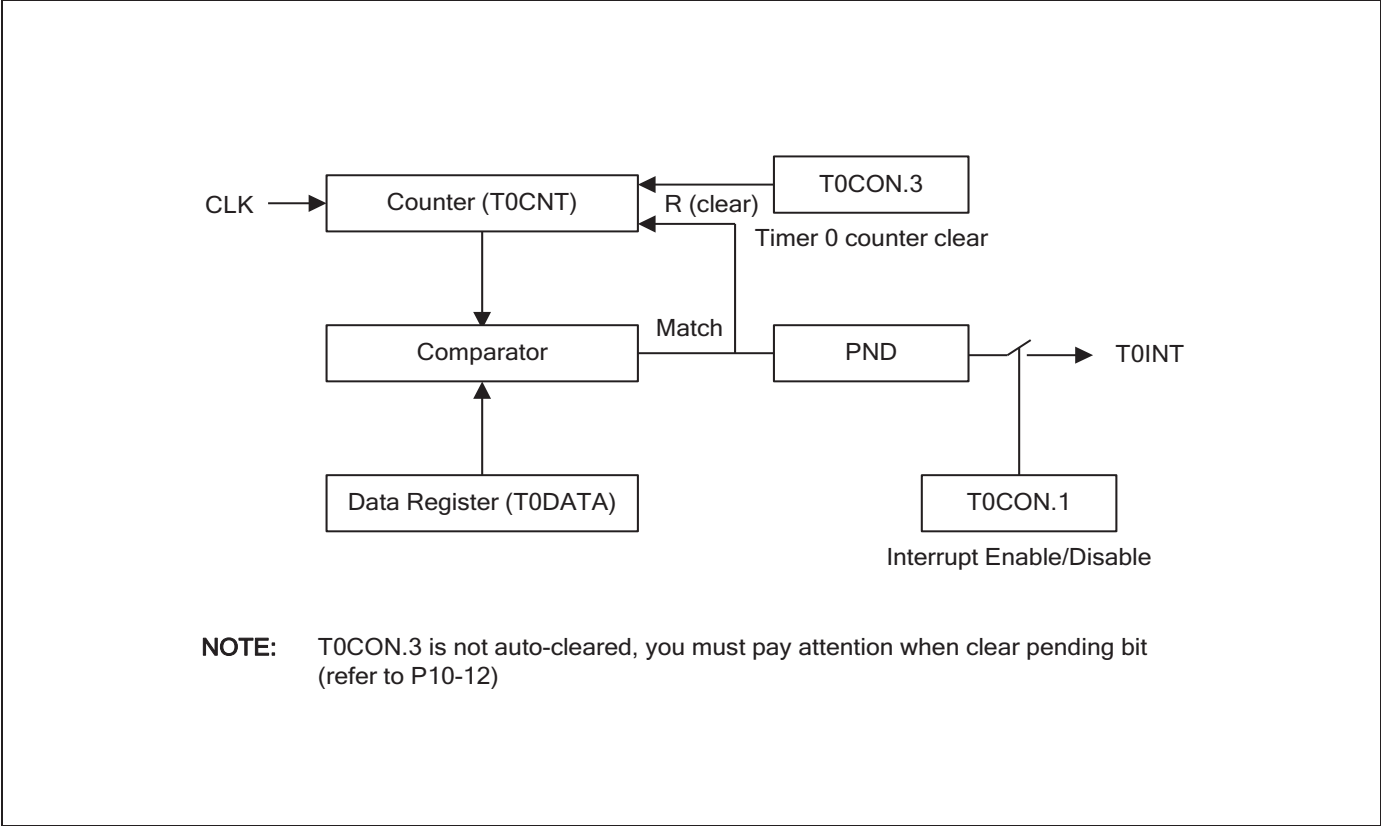 T0CON.3
CLK
Counter (T0CNT)
R (clear)
Timer 0 counter clear
Match
Comparator
PND
T0INT
Data Register (T0DATA)
T0CON.1
Interrupt Enable/Disable
NOTE: T0CON.3 is not auto-cleared, you must pay attention when clear pending bit
(refer to P10-12)